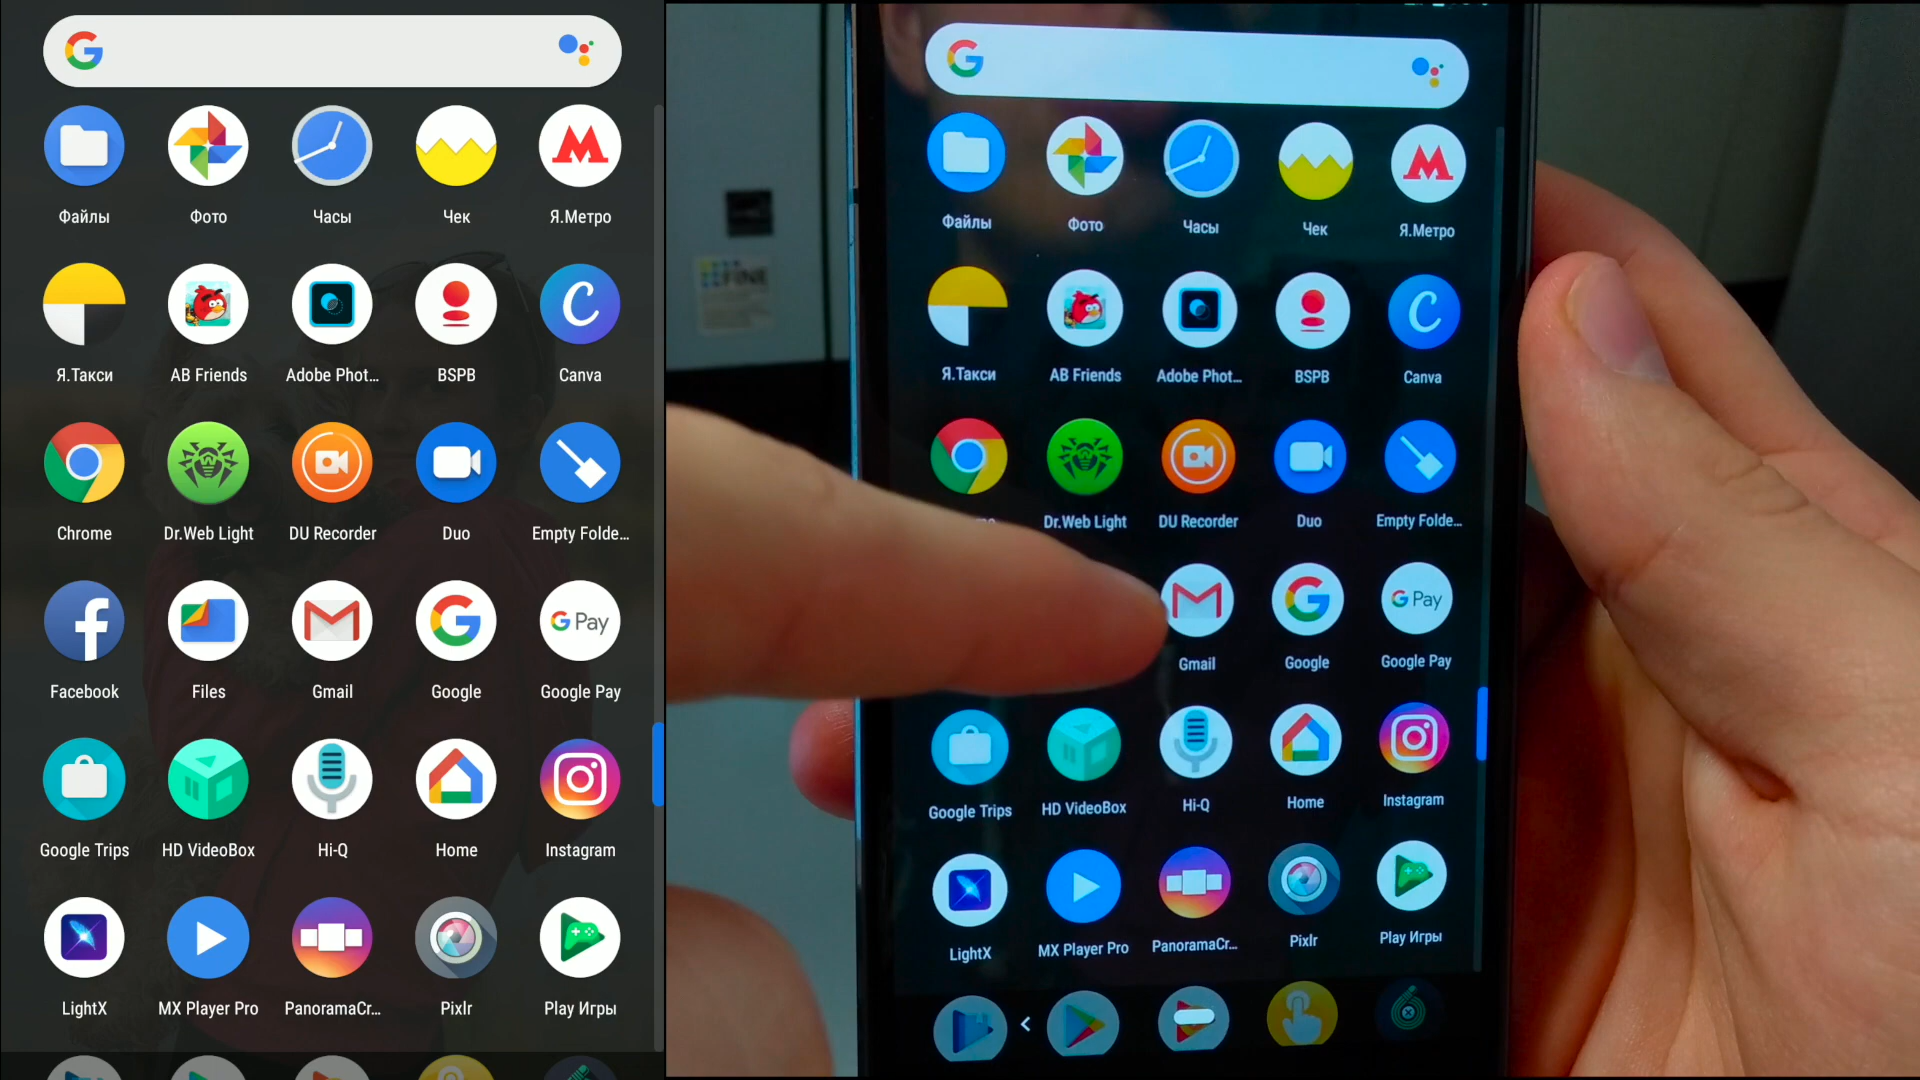 Файлы Фото Часы Чек Я.Метро
Я.Такси AB Friends Adobe Phot... BSPB Canva
Chrome Dr.Web Light DU Recorder Duo Empty Folde...
G Pay
Facebook Files Gmail Google Google Pay
Google Trips HD VideoBox Hi-Q Home Instagram
LightX MX Player Pro PanoramaCr... Pixlr Play Игры
FINE
Файлы Фото Часы Чек Я.Метро
Я.Такси AB Friends Adobe Phot... BSPB Canva
Dr.Web Light DU Recorder Duo Empty Folde...
G Pay
Gmail Google Google Pay
Google Trips HD VideoBox Hi-Q Home Instagram
LightX MX Player Pro PanoramaCr... Pixlr Play Игры